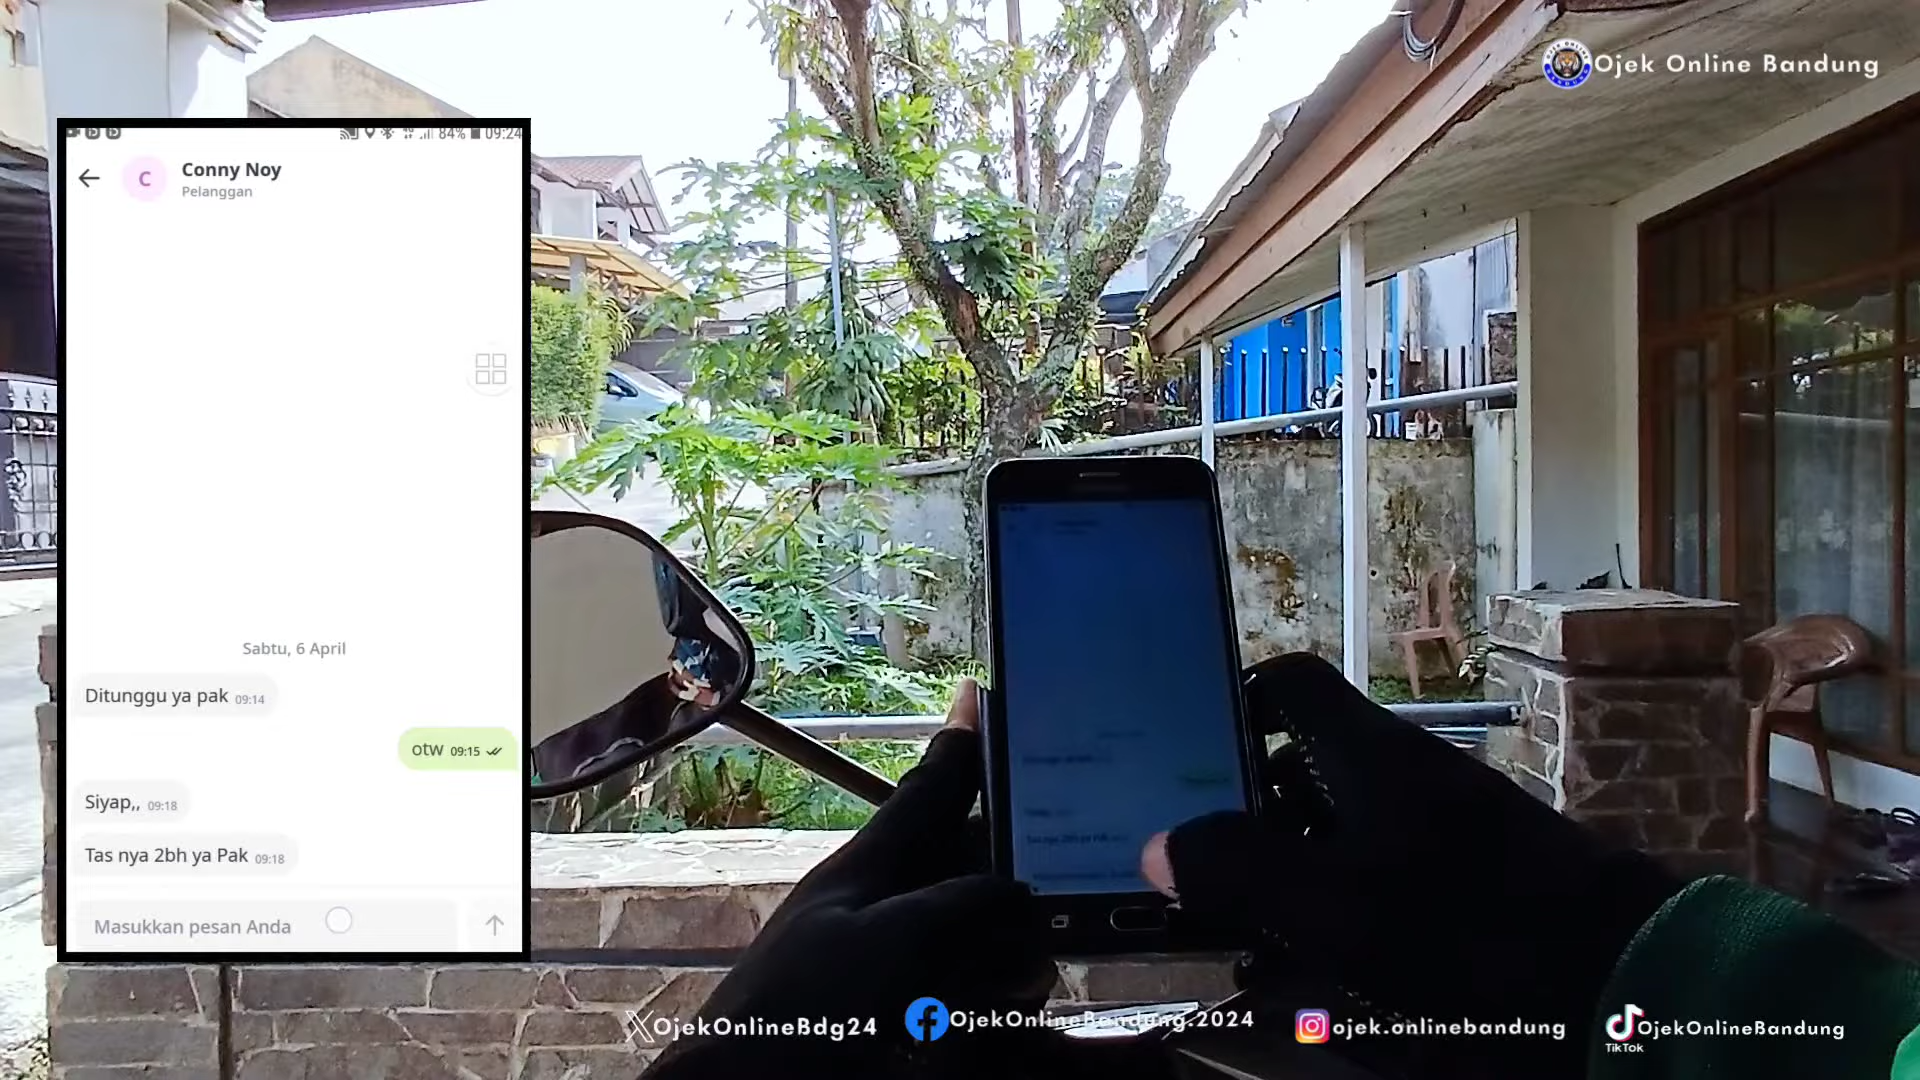 Ojek Online Bandung
84% 09:24
Conny Noy
C
Pelanggan
Sabtu, 6 April
Ditunggu ya pak 09:14
otw 09:15
Siyap,, 09:18
Tas nya 2bh ya Pak 09:18
Masukkan pesan Anda
OjekOnlineBdg24
OjekOnlineBandung.2024
ojek.onlinebandung
OjekOnlineBandung
TikTok